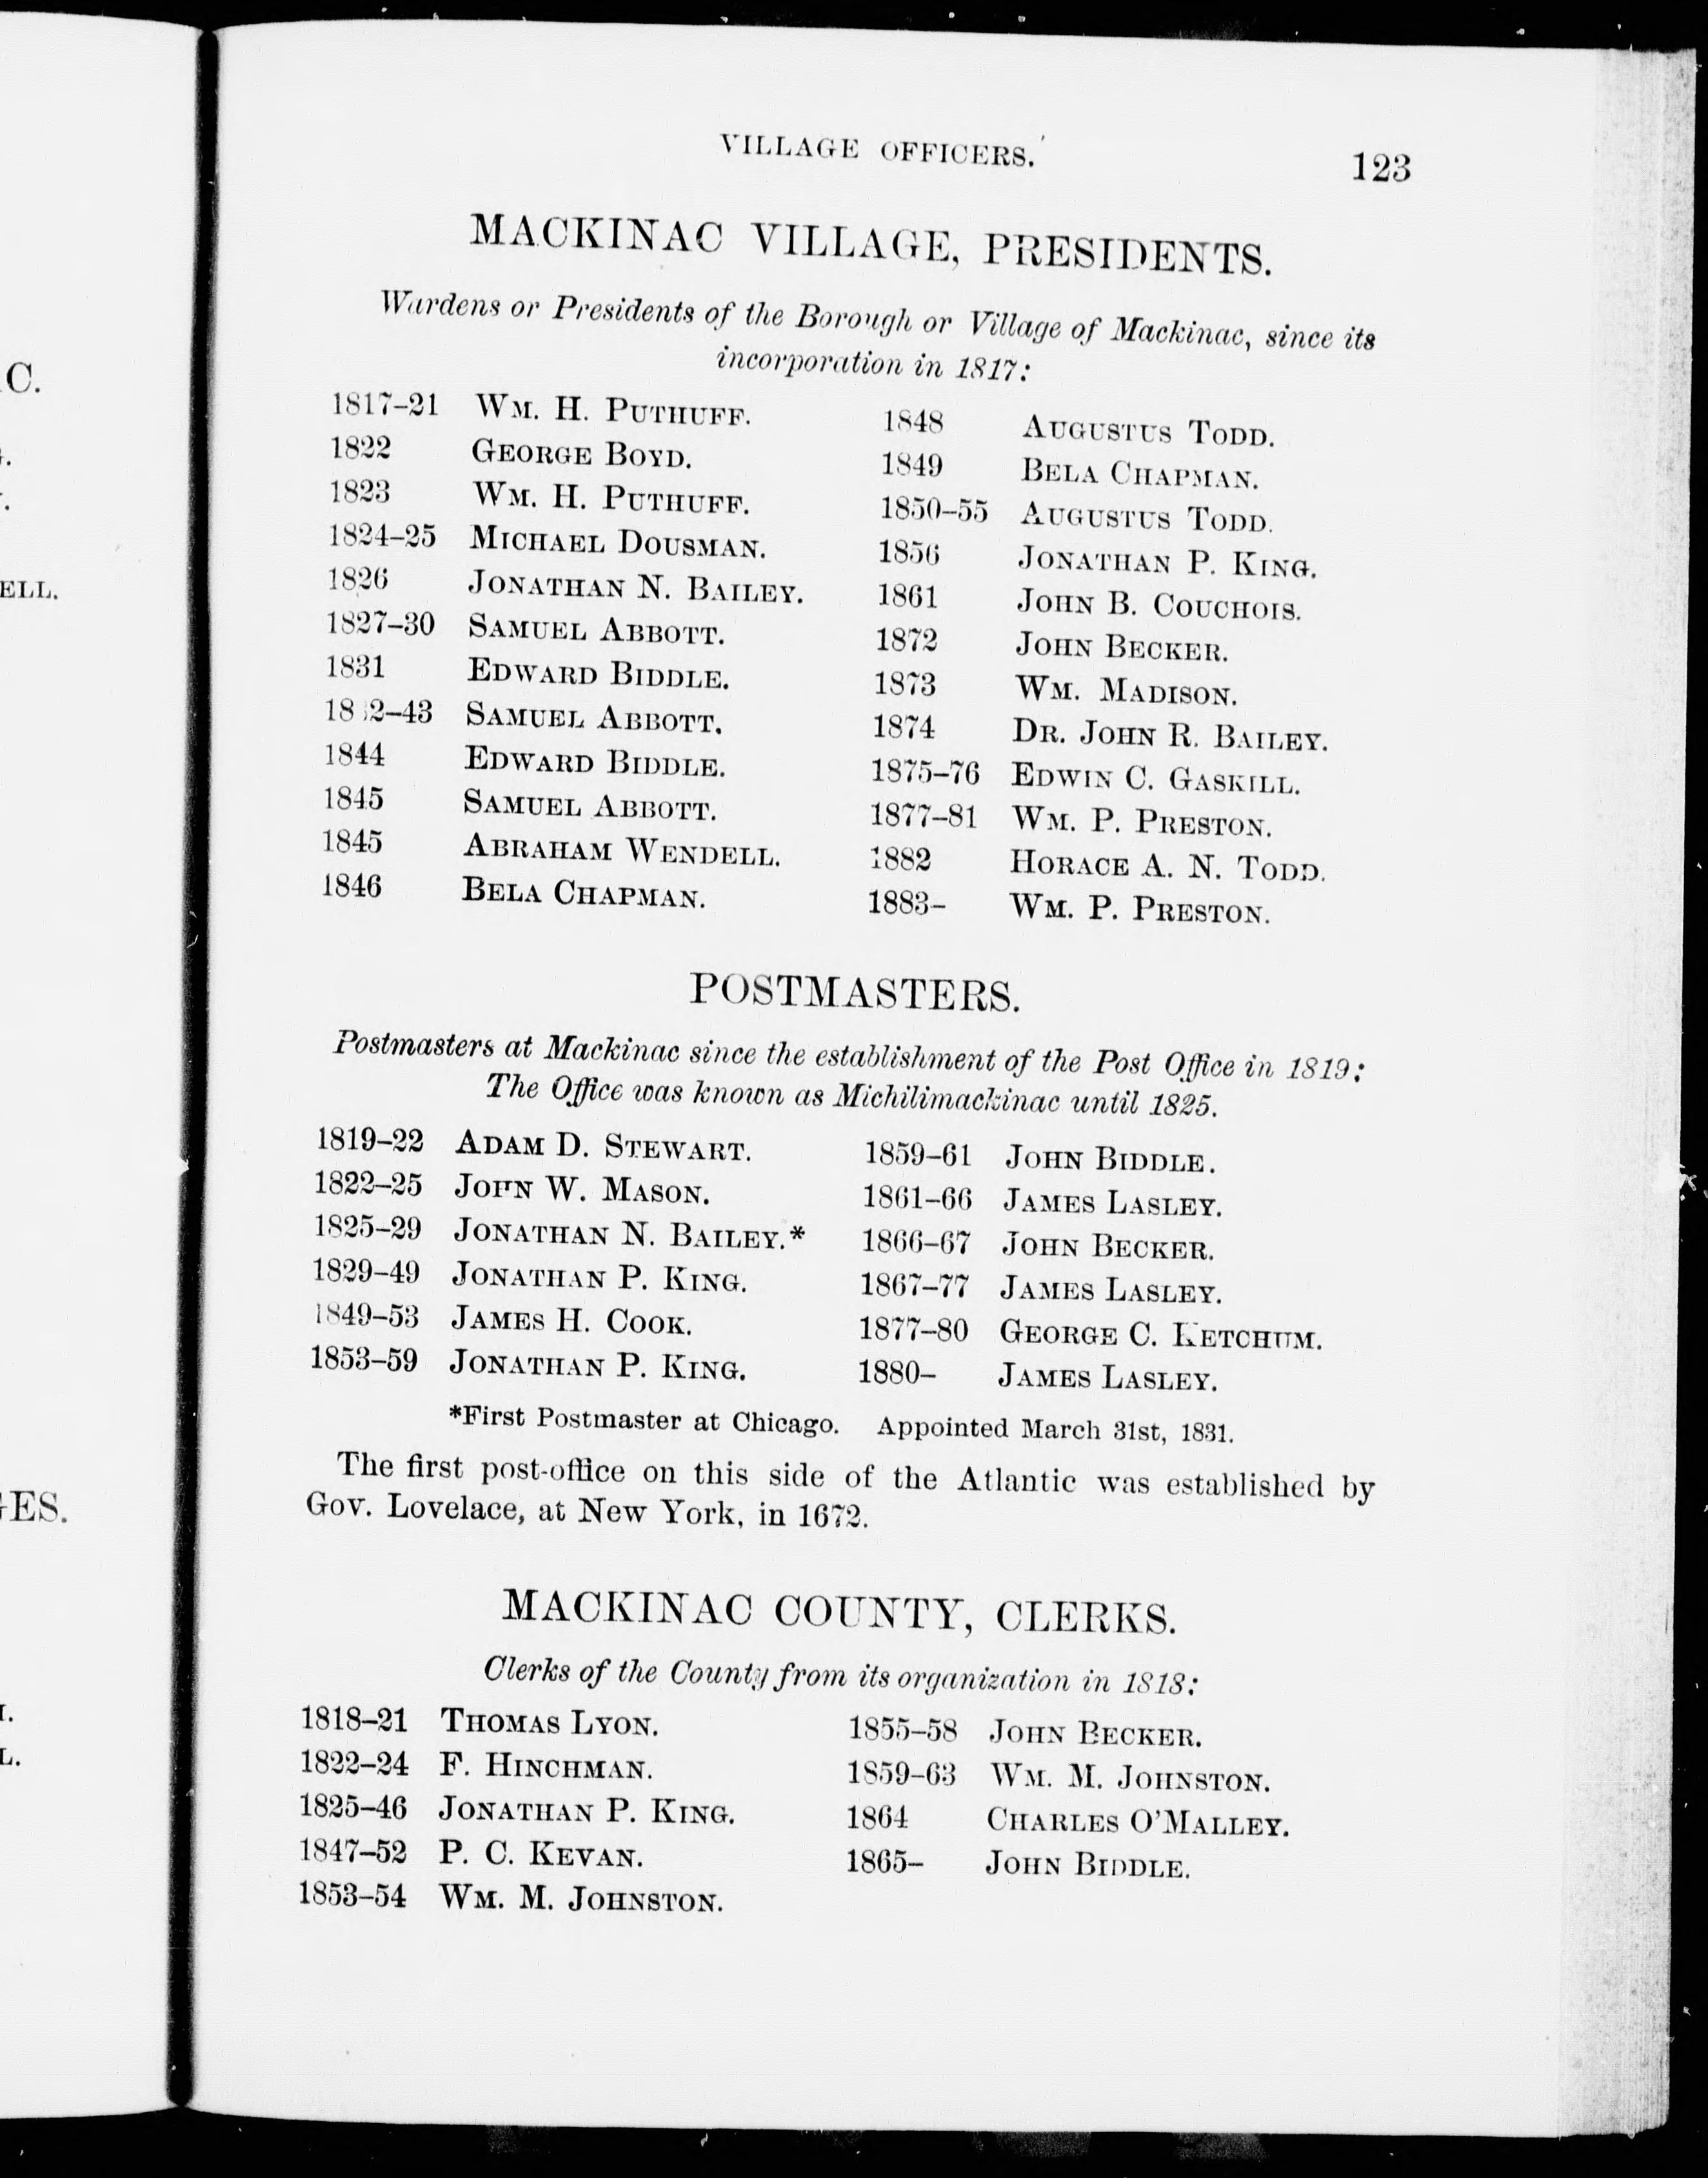 VILLAGE OFFICERS.
123
MACKINAC VILLAGE, PRESIDENTS.
Wardens or Presidents of the Borough or Village of Mackinac, since its
incorporation in 1817:
1817–21 WM. H. PUTHUFF.
1822 GEORGE BOYD.
1823 WM. H. PUTHUFF.
1824–25 MICHAEL DOUSMAN.
1826 JONATHAN N. BAILEY.
1827–30 SAMUEL ABBOTT.
1831 EDWARD BIDDLE.
18 2–43 SAMUEL ABBOTT.
1844 EDWARD BIDDLE.
1845 SAMUEL ABBOTT.
1845 ABRAHAM WENDELL.
1846 BELA CHAPMAN.
1848 AUGUSTUS TODD.
1849 BELA CHAPMAN.
1850–55 AUGUSTUS TODD.
1856 JONATHAN P. KING.
1861 JOHN B. COUCHOIS.
1872 JOHN BECKER.
1873 WM. MADISON.
1874 DR. JOHN R. BAILEY.
1875–76 EDWIN C. GASKILL.
1877–81 WM. P. PRESTON.
1882 HORACE A. N. TODD.
1883– WM. P. PRESTON.
POSTMASTERS.
Postmasters at Mackinac since the establishment of the Post Office in 1819:
The Office was known as Michilimackinac until 1825.
1819–22 ADAM D. STEWART.
1822–25 JOHN W. MASON.
1825–29 JONATHAN N. BAILEY.*
1829–49 JONATHAN P. KING.
1849–53 JAMES H. COOK.
1853–59 JONATHAN P. KING.
1859–61 JOHN BIDDLE.
1861–66 JAMES LASLEY.
1866–67 JOHN BECKER.
1867–77 JAMES LASLEY.
1877–80 GEORGE C. KETCHUM.
1880– JAMES LASLEY.
*First Postmaster at Chicago. Appointed March 31st, 1831.
The first post-office on this side of the Atlantic was established by
Gov. Lovelace, at New York, in 1672.
MACKINAC COUNTY, CLERKS.
Clerks of the County from its organization in 1818:
1818–21 THOMAS LYON.
1822–24 F. HINCHMAN.
1825–46 JONATHAN P. KING.
1847–52 P. C. KEVAN.
1853–54 WM. M. JOHNSTON.
1855–58 JOHN BECKER.
1859–63 WM. M. JOHNSTON.
1864 CHARLES O'MALLEY.
1865– JOHN BIDDLE.